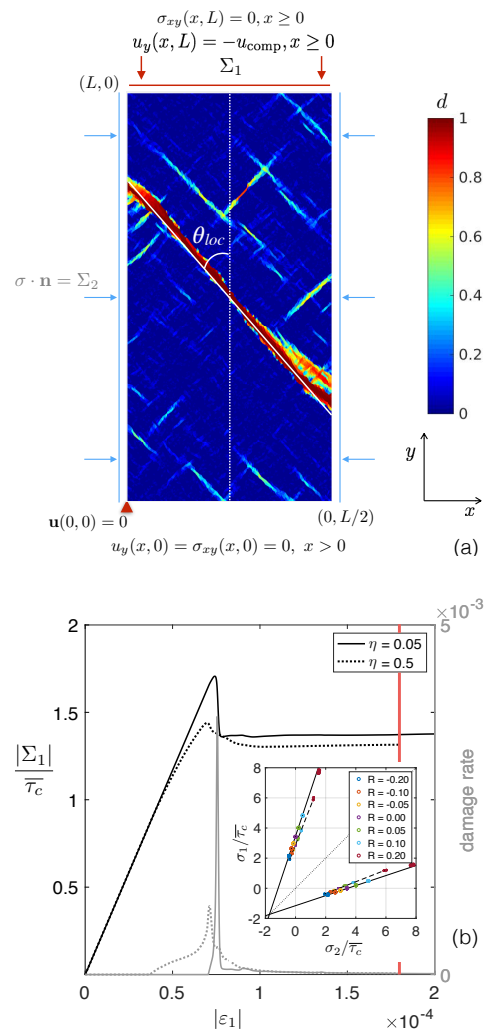 σxy(x, L) = 0, x ≥ 0
uy(x, L) = −ucomp, x ≥ 0
Σ1
(L, 0)
d
1
0.8
0.6
0.4
0.2
0
θloc
σ · n = Σ2
y
x
u(0, 0) = 0
(0, L/2)
uy(x, 0) = σxy(x, 0) = 0, x > 0
(a)
×10⁻³
2
5
η = 0.05
η = 0.5
1.5
|Σ1|
τc
1
damage rate
0.5
8
6
4
2
0
-2
σ1/τc
R = -0.20
R = -0.10
R = -0.05
R = 0.00
R = 0.05
R = 0.10
R = 0.20
-2 0 2 4 6 8
σ2/τc
(b)
0
0 0.5 1 1.5 2
|ε1|
×10⁻⁴